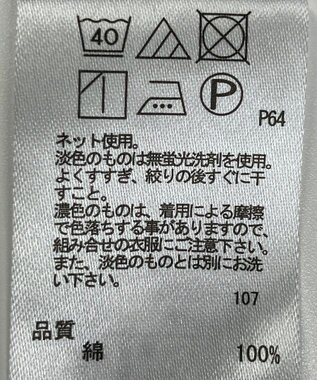 40
P
P64
ネット使用。
淡色のものは無蛍光洗剤を使用。
よくすすぎ、絞りの後すぐに干
すこと。
濃色のものは、着用による摩擦
で色落ちする事がありますので、
組み合せの衣服にご注意下さい。
また、淡色のものとは別にお洗
い下さい。
107
品質
綿 100%